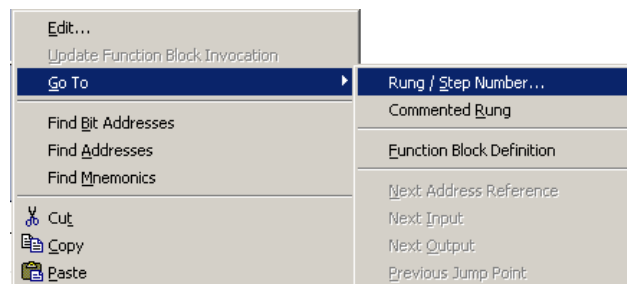 Edit...
Update Function Block Invocation
Go To
Find Bit Addresses
Find Addresses
Find Mnemonics
Cut
Copy
Paste
Rung / Step Number...
Commented Rung
Function Block Definition
Next Address Reference
Next Input
Next Output
Previous Jump Point